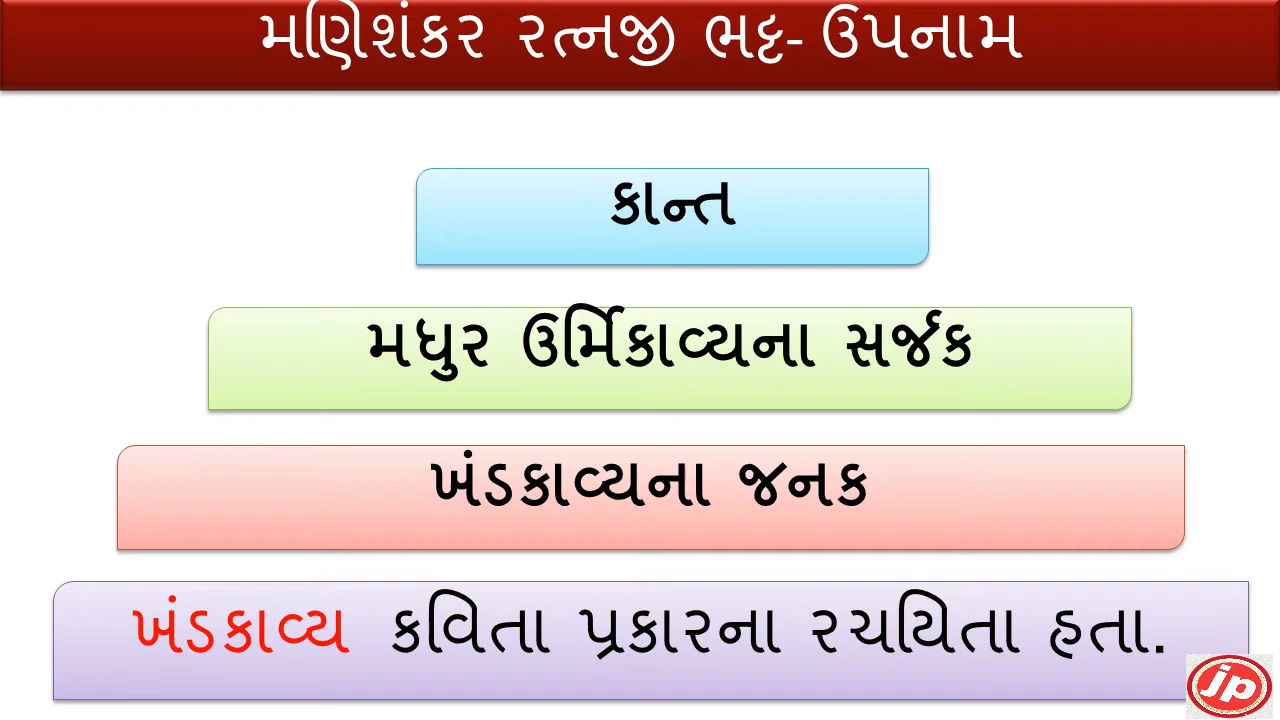 મણિશંકર રત્નજી ભટ્ટ- ઉપનામ
કાન્ત
મધુર ઉર્મિકાવ્યના સર્જક
ખંડકાવ્યના જનક
ખંડકાવ્ય કવિતા પ્રકારના રચયિતા હતા.
jp